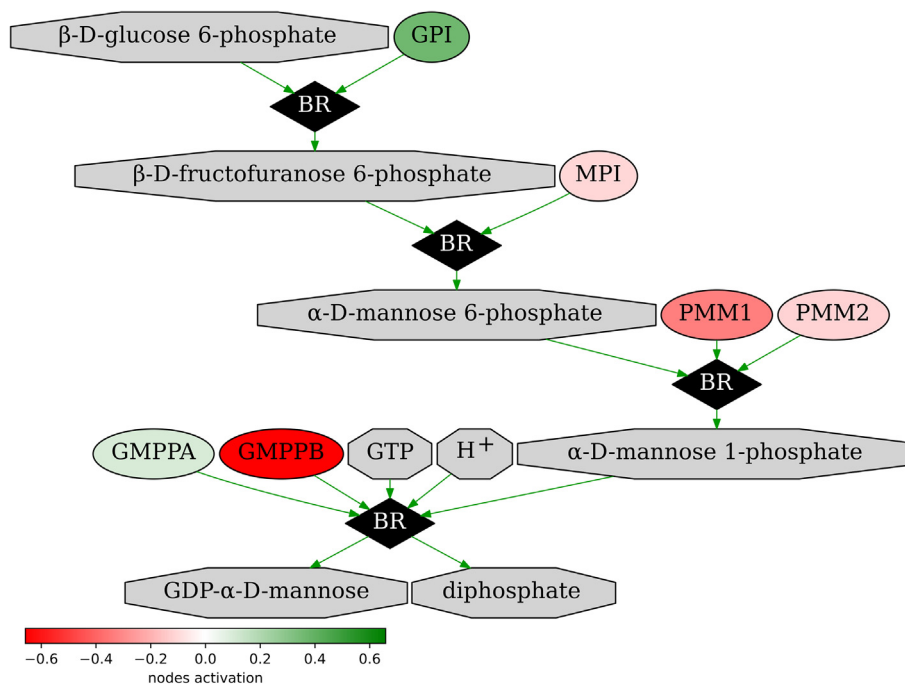 β-D-glucose 6-phosphate GPI
BR
β-D-fructofuranose 6-phosphate MPI
BR
α-D-mannose 6-phosphate PMM1 PMM2
BR
GMPPA GMPPB GTP H⁺ α-D-mannose 1-phosphate
BR
GDP-α-D-mannose diphosphate
−0.6 −0.4 −0.2 0.0 0.2 0.4 0.6
nodes activation